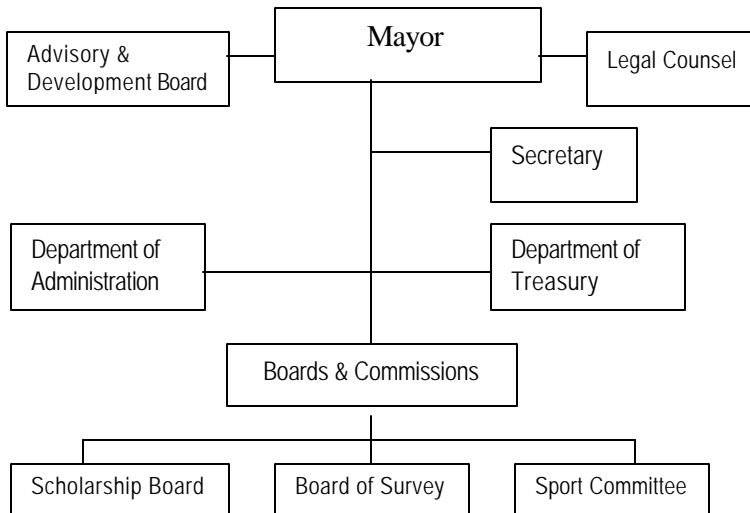 Mayor
Advisory &
Development Board
Legal Counsel
Secretary
Department of
Administration
Department of
Treasury
Boards & Commissions
Scholarship Board
Board of Survey
Sport Committee